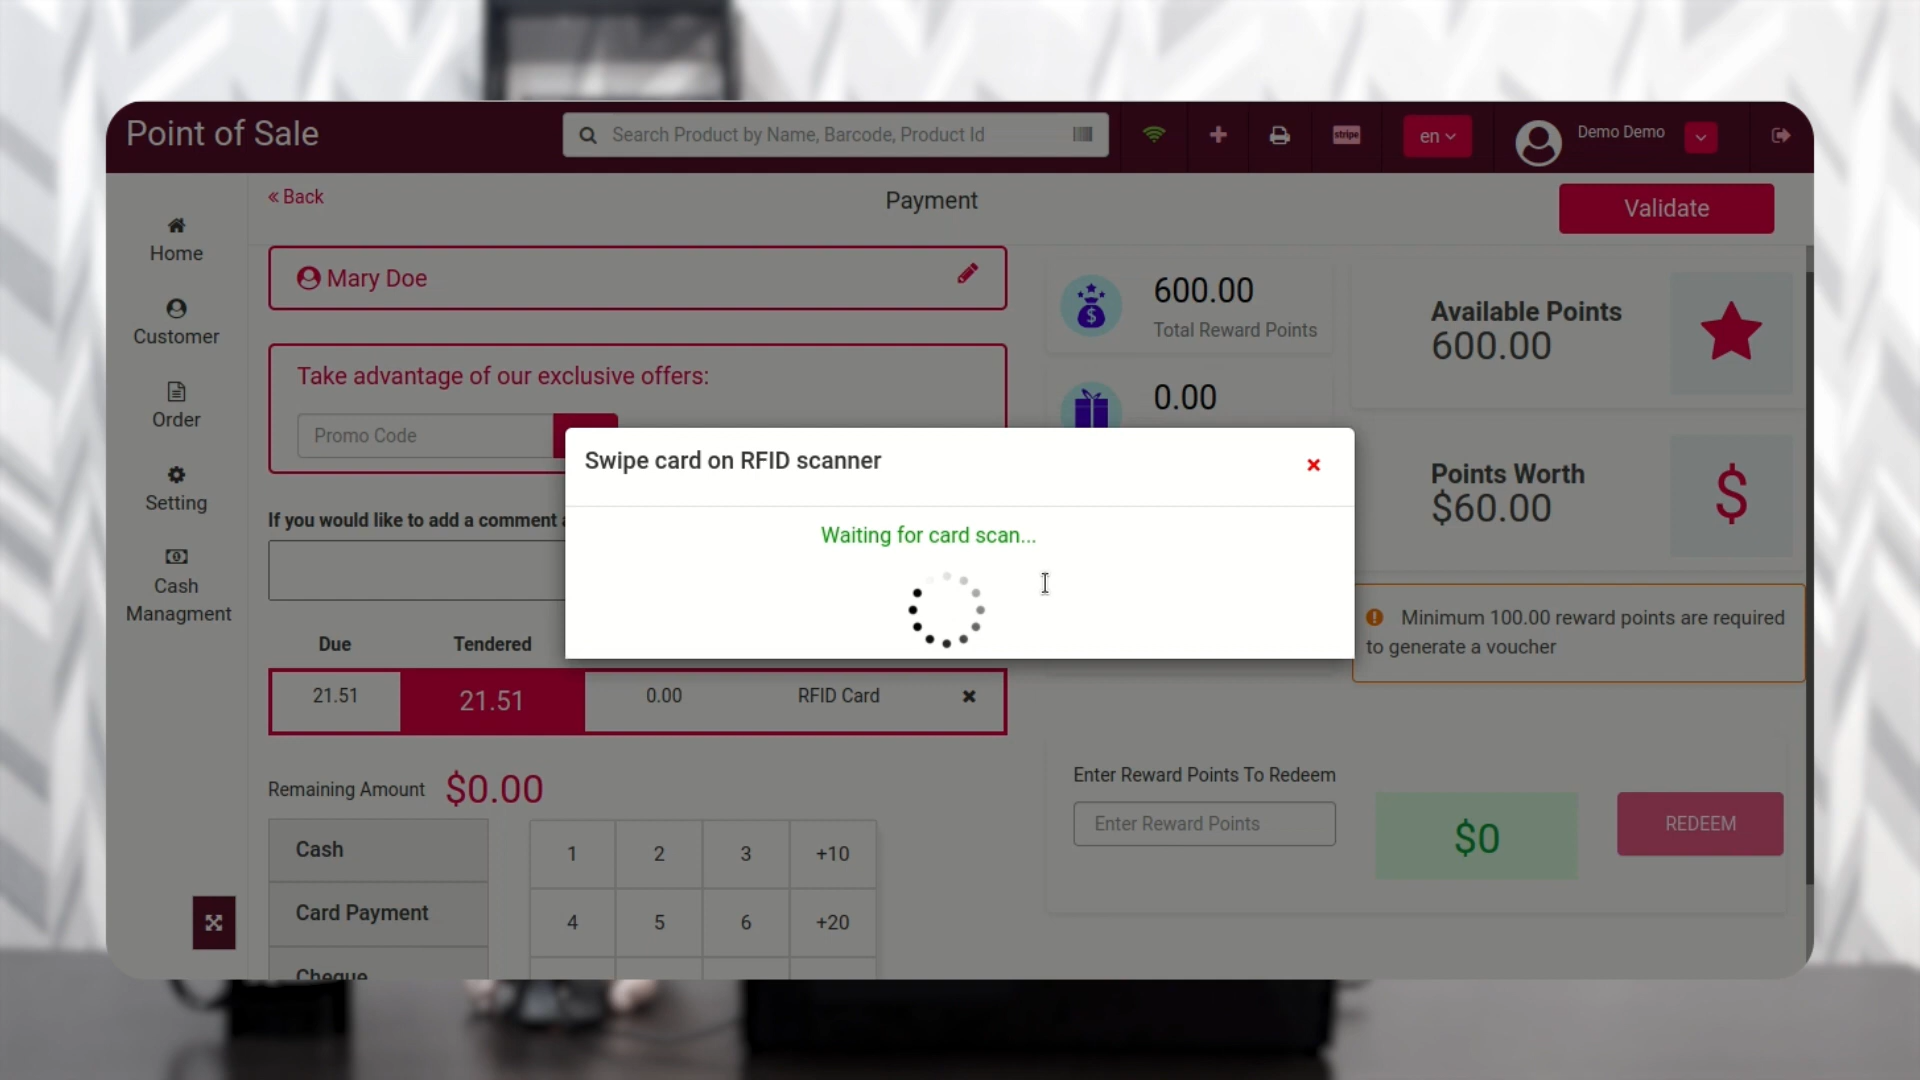 Point of Sale
Search Product by Name, Barcode, Product Id
stripe
en
Demo Demo
« Back
Payment
Validate
Home
Customer
Order
Setting
Cash
Managment
Mary Doe
Take advantage of our exclusive offers:
Promo Code
If you would like to add a comment a
600.00
Total Reward Points
0.00
Available Points
600.00
Points Worth
$60.00
$
Swipe card on RFID scanner
Waiting for card scan...
Minimum 100.00 reward points are required
to generate a voucher
Due Tendered
21.51 21.51 0.00 RFID Card
Remaining Amount $0.00
Cash
Card Payment
Cheque
1 2 3 +10
4 5 6 +20
Enter Reward Points To Redeem
Enter Reward Points
$0
REDEEM